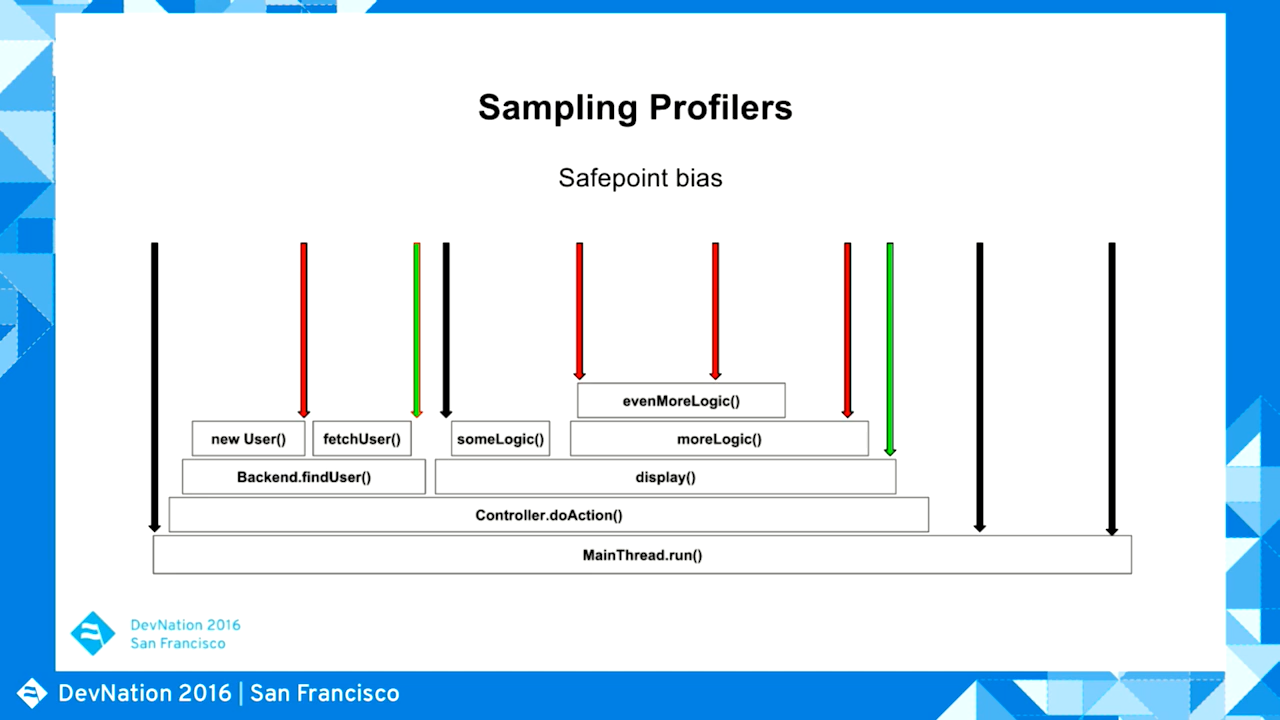 Sampling Profilers
Safepoint bias
evenMoreLogic()
new User()
fetchUser()
someLogic()
moreLogic()
Backend.findUser()
display()
Controller.doAction()
MainThread.run()
DevNation 2016
San Francisco
DevNation 2016 | San Francisco